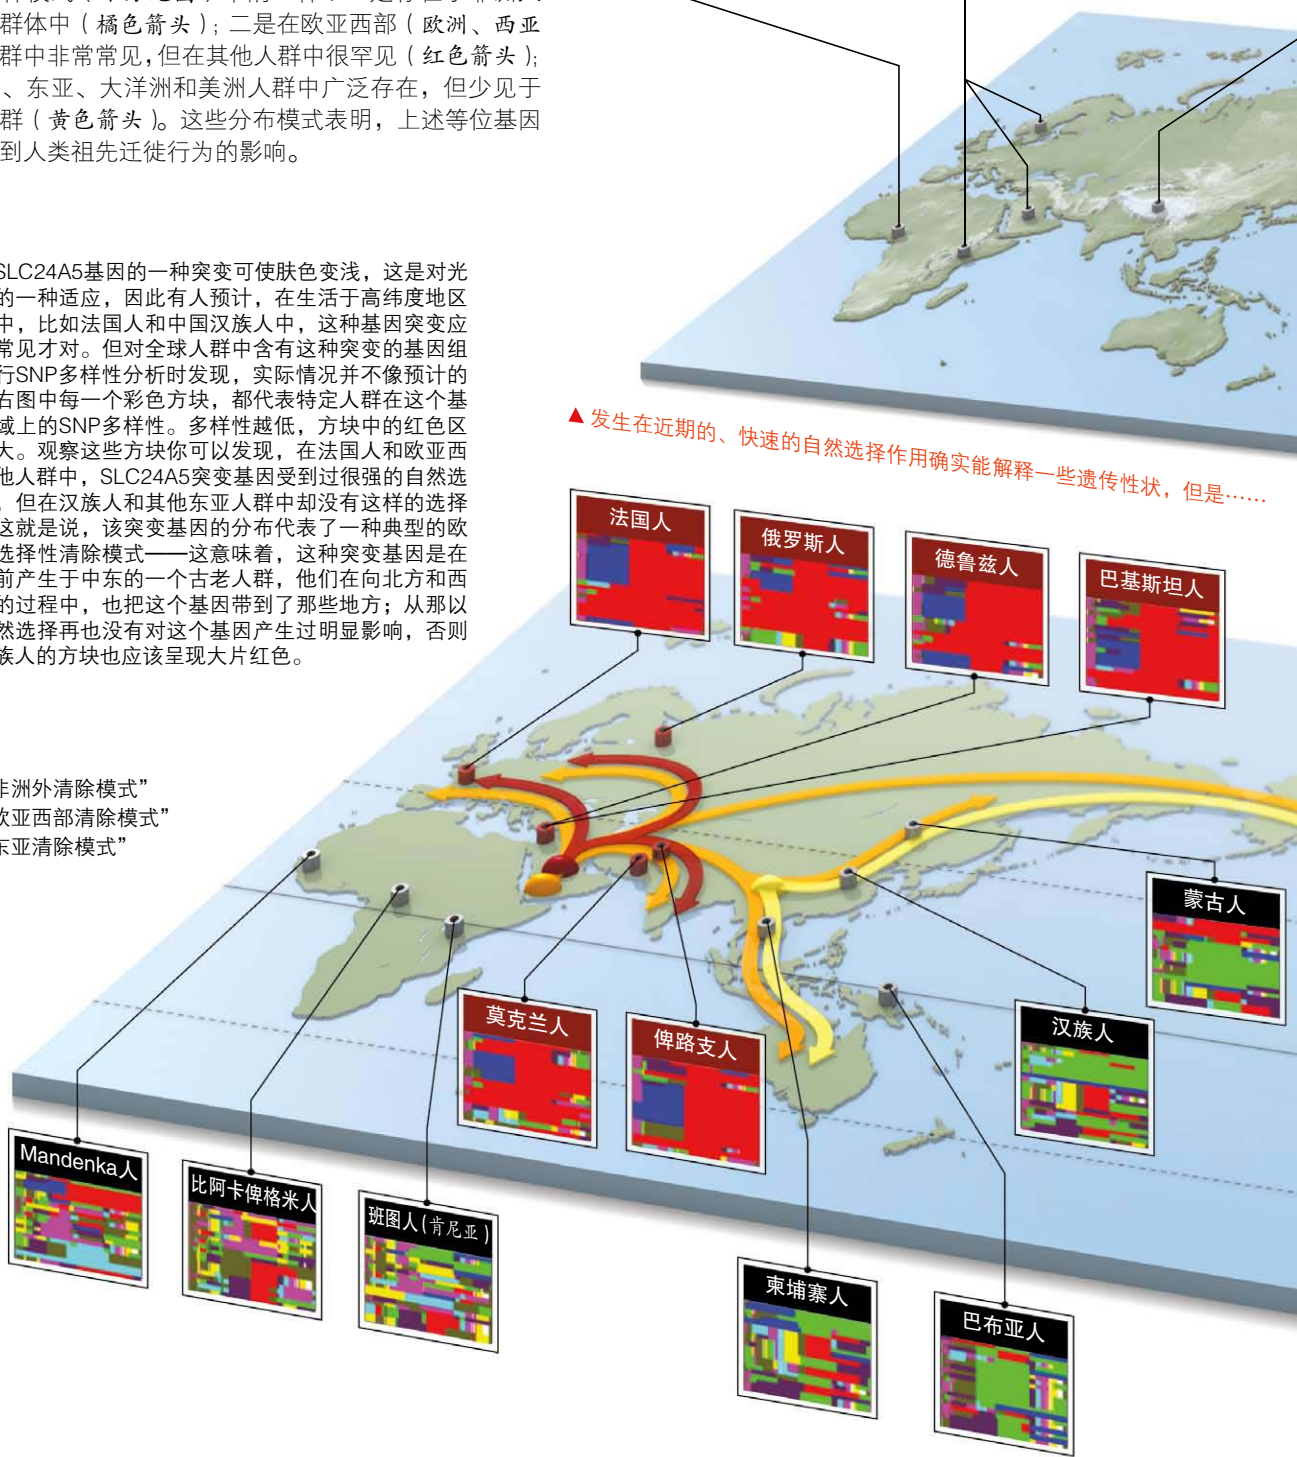 群体中（橘色箭头）；二是在欧亚西部（欧洲、西亚
群中非常常见，但在其他人群中很罕见（红色箭头）；
、东亚、大洋洲和美洲人群中广泛存在，但少见于
群（黄色箭头）。这些分布模式表明，上述等位基因
到人类祖先迁徙行为的影响。
SLC24A5基因的一种突变可使肤色变浅，这是对光
的一种适应，因此有人预计，在生活于高纬度地区
中，比如法国人和中国汉族人中，这种基因突变应
常见才对。但对全球人群中含有这种突变的基因组
行SNP多样性分析时发现，实际情况并不像预计的
右图中每一个彩色方块，都代表特定人群在这个基
域上的SNP多样性。多样性越低，方块中的红色区
大。观察这些方块你可以发现，在法国人和欧亚西
他人群中，SLC24A5突变基因受到过很强的自然选
，但在汉族人和其他东亚人群中却没有这样的选择
这就是说，该突变基因的分布代表了一种典型的欧
选择性清除模式——这意味着，这种突变基因是在
前产生于中东的一个古老人群，他们在向北方和西
的过程中，也把这个基因带到了那些地方；从那以
然选择再也没有对这个基因产生过明显影响，否则
族人的方块也应该呈现大片红色。
非洲外清除模式”
欧亚西部清除模式”
东亚清除模式”
▲发生在近期的、快速的自然选择作用确实能解释一些遗传性状，但是……
法国人
俄罗斯人
德鲁兹人
巴基斯坦人
蒙古人
莫克兰人
俾路支人
汉族人
Mandenka人
比阿卡俾格米人
班图人（肯尼亚）
柬埔寨人
巴布亚人